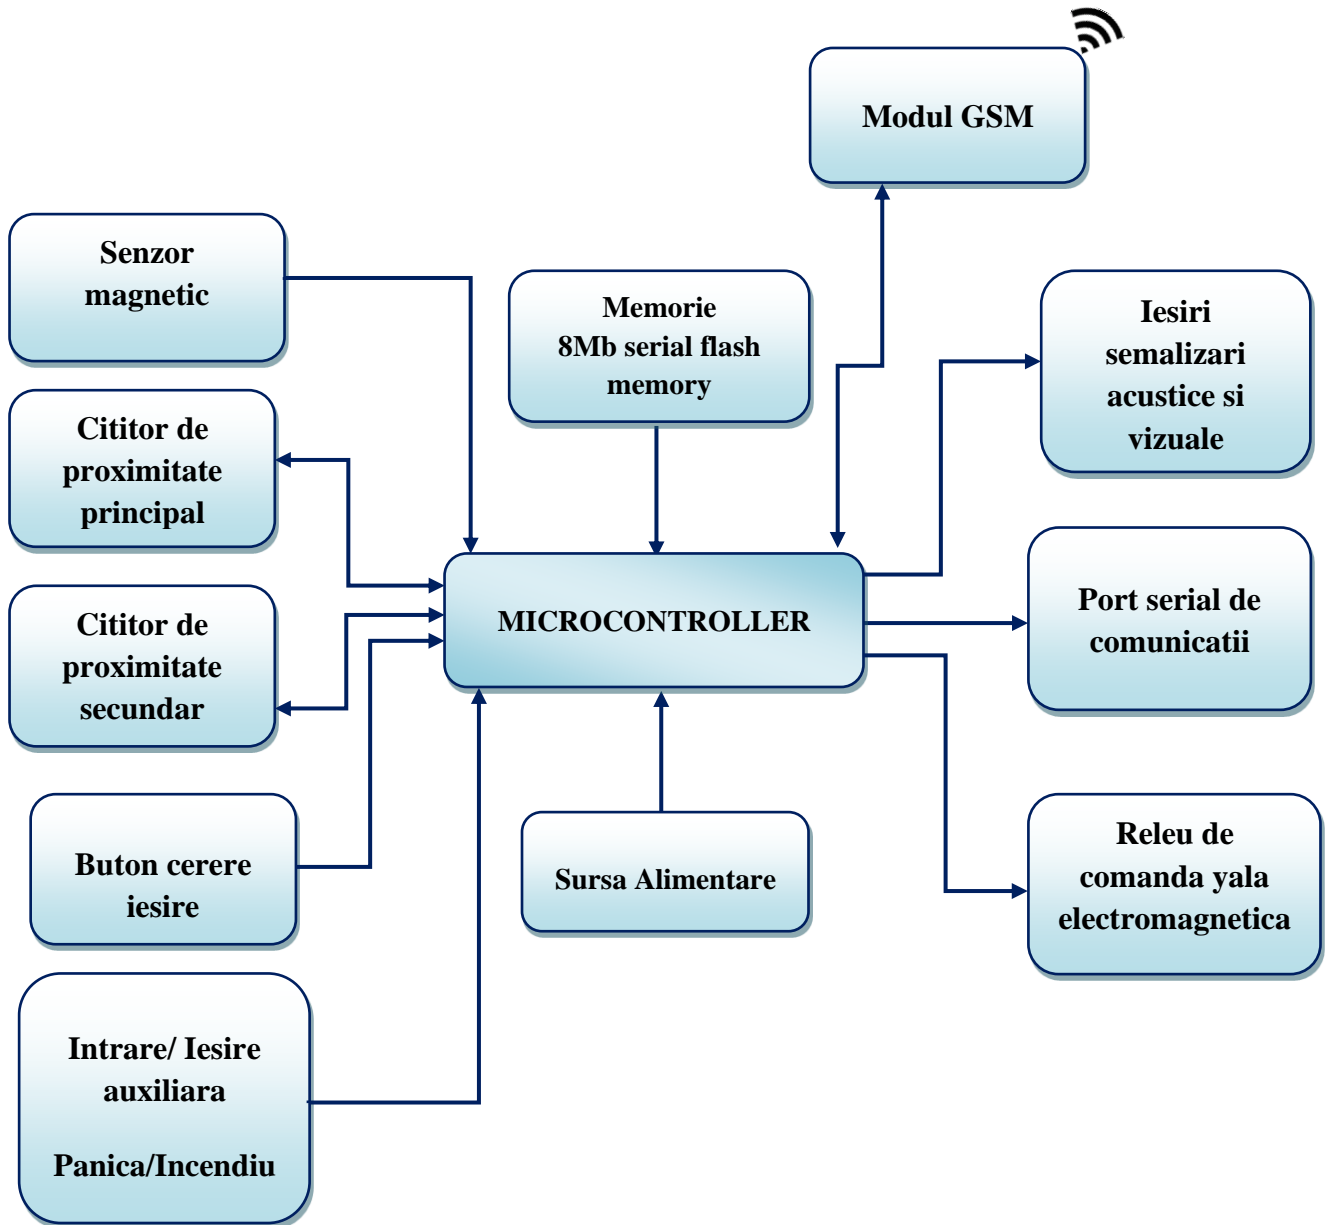 Modul GSM
Senzor
magnetic
Memorie
8Mb serial flash
memory
Iesiri
semalizari
acustice si
vizuale
Cititor de
proximitate
principal
MICROCONTROLLER
Port serial de
comunicatii
Cititor de
proximitate
secundar
Buton cerere
iesire
Sursa Alimentare
Releu de
comanda yala
electromagnetica
Intrare/ Iesire
auxiliara
Panica/Incendiu